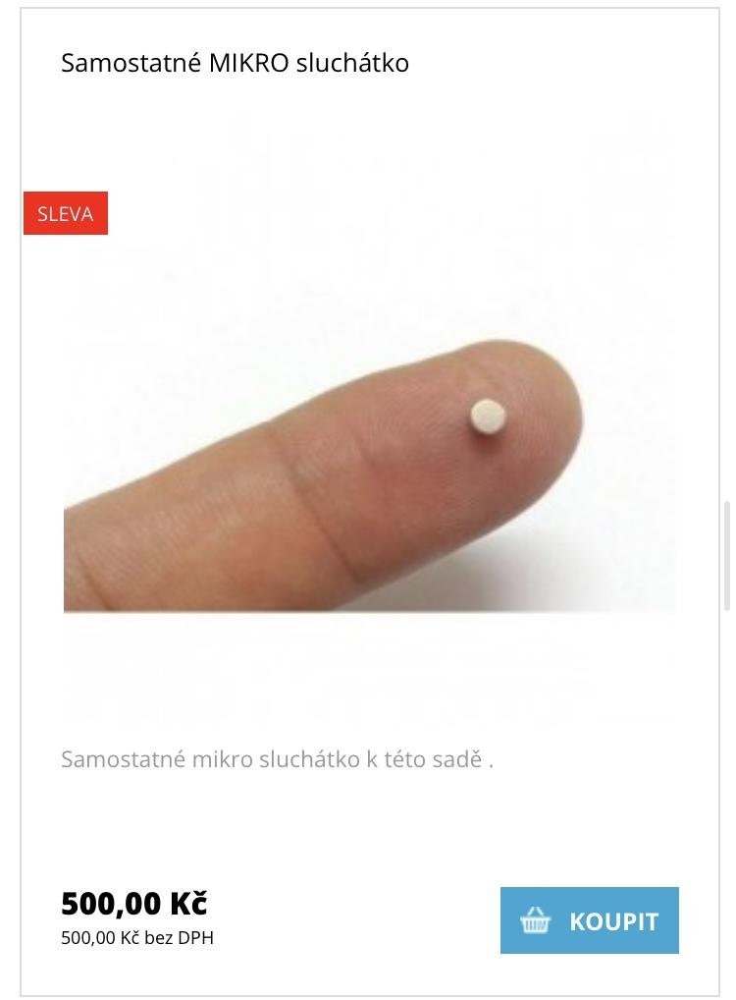 Samostatné MIKRO sluchátko
SLEVA
Samostatné mikro sluchátko k této sadě .
500,00 Kč
500,00 Kč bez DPH
KOUPIT